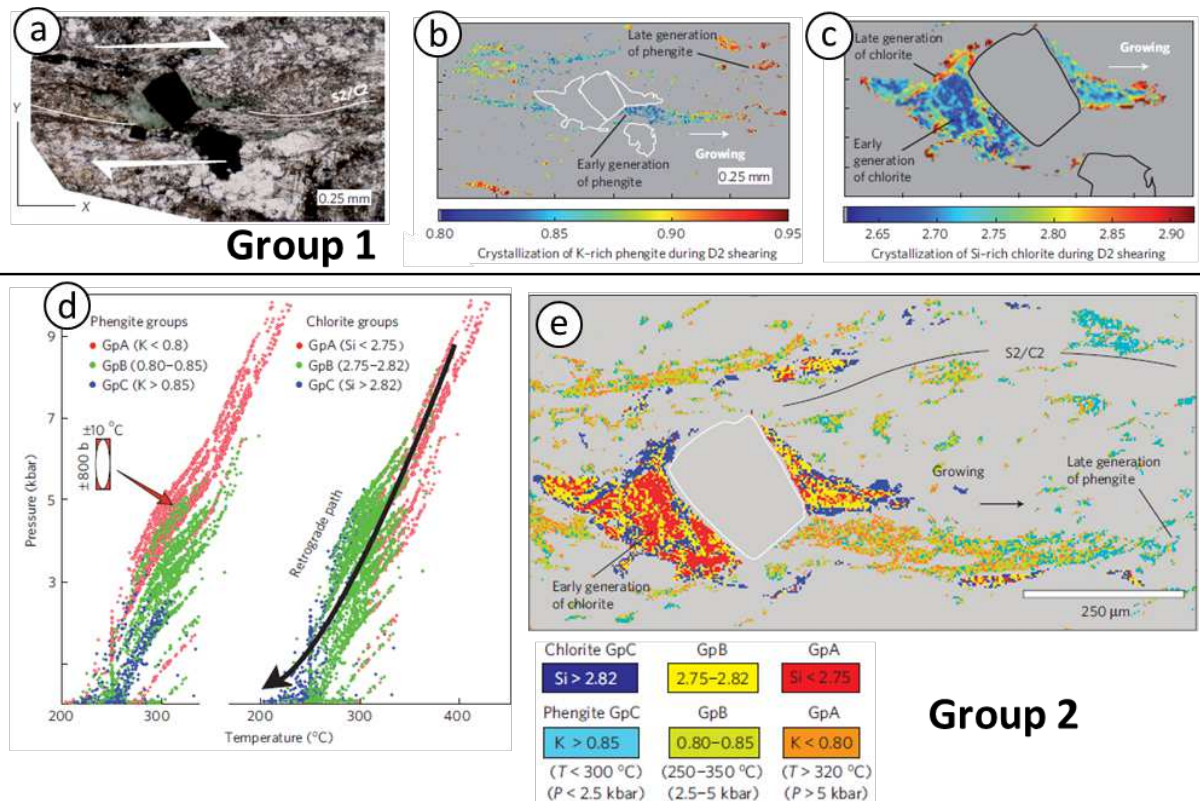 a
S2/C2
Y
X
0.25 mm
Group 1
b
Late generation
of phengite
Growing
Early generation
of phengite
0.25 mm
0.80
0.85
0.90
0.95
Crystallization of K-rich phengite during D2 shearing
c
Late generation
of chlorite
Growing
Early
generation
of chlorite
2.65
2.70
2.75
2.80
2.85
2.90
Crystallization of Si-rich chlorite during D2 shearing
d
Phengite groups
GpA (K < 0.8)
GpB (0.80–0.85)
GpC (K > 0.85)
Chlorite groups
GpA (Si < 2.75)
GpB (2.75–2.82)
GpC (Si > 2.82)
±10 °C
±800 b
Retrograde path
Pressure (kbar)
9
7
5
3
200
300
200
300
400
Temperature (°C)
e
S2/C2
Growing
Late generation
of phengite
Early generation
of chlorite
250 µm
Chlorite GpC
GpB
GpA
Si > 2.82
2.75–2.82
Si < 2.75
Phengite GpC
GpB
GpA
K > 0.85
0.80–0.85
K < 0.80
(T < 300 °C)
(250–350 °C)
(T > 320 °C)
(P < 2.5 kbar)
(2.5–5 kbar)
(P > 5 kbar)
Group 2